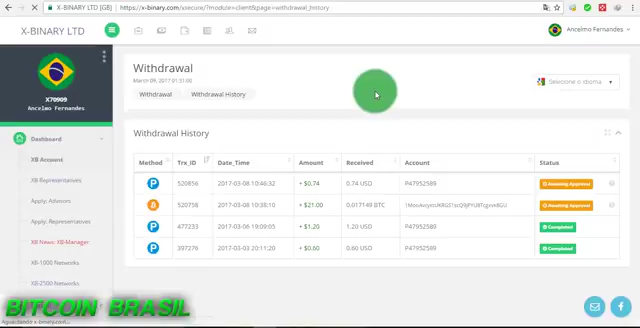 X-BINARY LTD
X-BINARY LTD [GB] https://x-binary.com/xsecure/?module=client&page=withdrawal_history
X-BINARY LTD
Ancelmo Fernandes
X70909
Ancelmo Fernandes
Dashboard
XB Account
XB Representatives
Apply: Advisors
Apply: Representatives
XB News: XB-Manager
XB-1000 Networks
XB-2500 Networks
Withdrawal
March 09, 2017 01:31:00
Withdrawal Withdrawal History
Selecione o idioma
Withdrawal History
Method Trx_ID Date_Time Amount Received Account Status
520856 2017-03-08 10:46:32 + $0.74 0.74 USD P47952589 Awaiting Approval
520758 2017-03-08 10:38:10 + $21.00 0.017149 BTC Awaiting Approval
477233 2017-03-06 19:09:05 + $1.20 1.20 USD P47952589 Completed
397276 2017-03-03 20:11:20 + $0.60 0.60 USD P47952589 Completed
BITCOIN BRASIL
Aguardando x-binary.com...